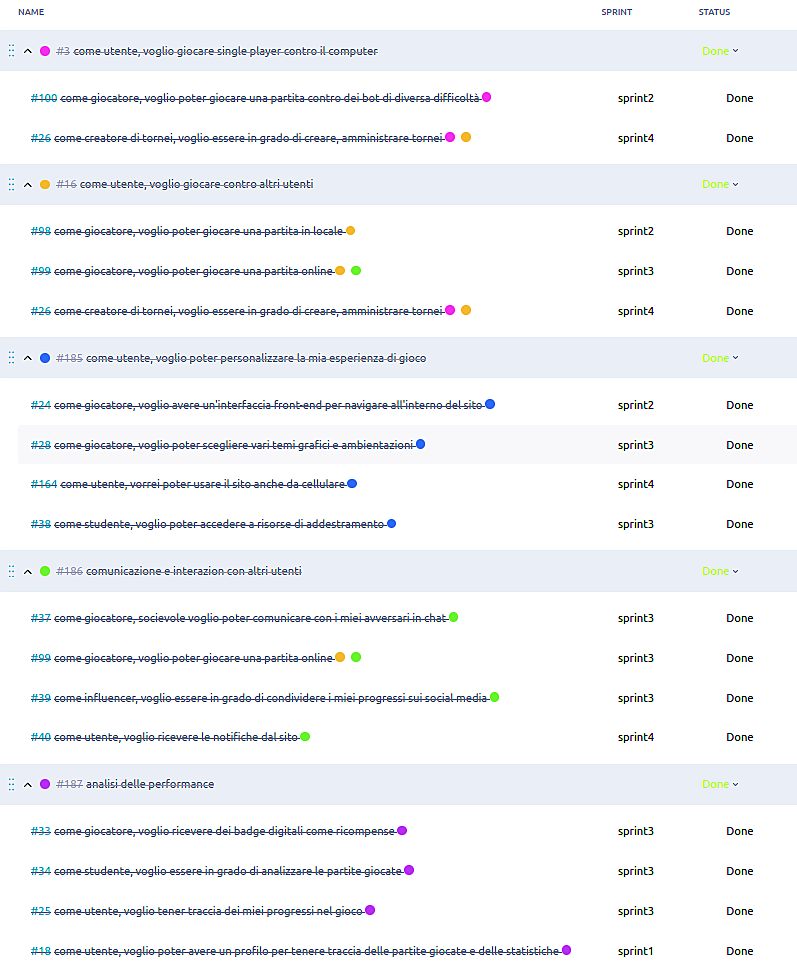 NAME SPRINT STATUS
#3 come utente, voglio giocare single player contro il computer Done
#100 come giocatore, voglio poter giocare una partita contro dei bot di diversa difficoltà sprint2 Done
#26 come creatore di tornei, voglio essere in grado di creare, amministrare tornei sprint4 Done
#16 come utente, voglio giocare contro altri utenti Done
#98 come giocatore, voglio poter giocare una partita in locale sprint2 Done
#99 come giocatore, voglio poter giocare una partita online sprint3 Done
#26 come creatore di tornei, voglio essere in grado di creare, amministrare tornei sprint4 Done
#185 come utente, voglio poter personalizzare la mia esperienza di gioco Done
#24 come giocatore, voglio avere un'interfaccia front-end per navigare all'interno del sito sprint2 Done
#28 come giocatore, voglio poter scegliere vari temi grafici e ambientazioni sprint3 Done
#164 come utente, vorrei poter usare il sito anche da cellulare sprint4 Done
#38 come studente, voglio poter accedere a risorse di addestramento sprint3 Done
#186 comunicazione e interazion con altri utenti Done
#37 come giocatore, socievole voglio poter comunicare con i miei avversari in chat sprint3 Done
#99 come giocatore, voglio poter giocare una partita online sprint3 Done
#39 come influencer, voglio essere in grado di condividere i miei progressi sui social media sprint3 Done
#40 come utente, voglio ricevere le notifiche dal sito sprint4 Done
#187 analisi delle performance Done
#33 come giocatore, voglio ricevere dei badge digitali come ricompense sprint3 Done
#34 come studente, voglio essere in grado di analizzare le partite giocate sprint3 Done
#25 come utente, voglio tener traccia dei miei progressi nel gioco sprint3 Done
#18 come utente, voglio poter avere un profilo per tenere traccia delle partite giocate e delle statistiche sprint1 Done